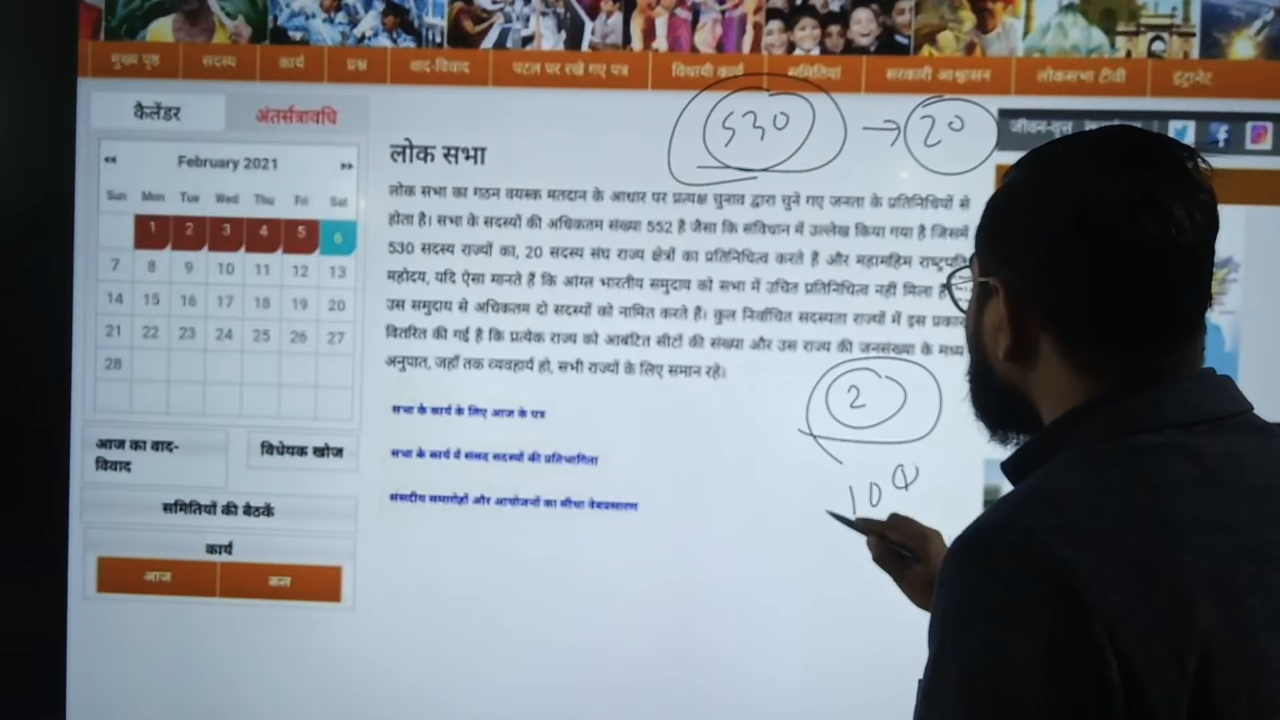 मुख्य पृष्ठ सदस्य कार्य प्रश्न वाद-विवाद पटल पर रखे गए पत्र विधायी कार्य समितियां सरकारी आश्वासन लोकसभा टीवी इंट्रानेट
कैलेंडर अंतर्सत्रावधि
530 → 20
जीवन-वृत्त
February 2021
Sun Mon Tue Wed Thu Fri Sat
1 2 3 4 5 6
7 8 9 10 11 12 13
14 15 16 17 18 19 20
21 22 23 24 25 26 27
28
लोक सभा
लोक सभा का गठन वयस्क मतदान के आधार पर प्रत्यक्ष चुनाव द्वारा चुने गए जनता के प्रतिनिधियों से
होता है। सभा के सदस्यों की अधिकतम संख्या 552 है जैसा कि संविधान में उल्लेख किया गया है जिसमें
530 सदस्य राज्यों का, 20 सदस्य संघ राज्य क्षेत्रों का प्रतिनिधित्व करते हैं और महामहिम राष्ट्रपति
महोदय, यदि ऐसा मानते हैं कि आंग्ल भारतीय समुदाय को सभा में उचित प्रतिनिधित्व नहीं मिला है
उस समुदाय से अधिकतम दो सदस्यों को नामित करते हैं। कुल निर्वाचित सदस्यता राज्यों में इस प्रकार
वितरित की गई है कि प्रत्येक राज्य को आबंटित सीटों की संख्या और उस राज्य की जनसंख्या के मध्य
अनुपात, जहाँ तक व्यवहार्य हो, सभी राज्यों के लिए समान रहे।
2
10
सभा के कार्य के लिए आज के पत्र
सभा के कार्य में संसद सदस्यों की प्रतिभागिता
संसदीय समारोहों और आयोजनों का सीधा वेबप्रसारण
आज का वाद-
विवाद
विधेयक खोज
समितियों की बैठकें
कार्य
आज कल